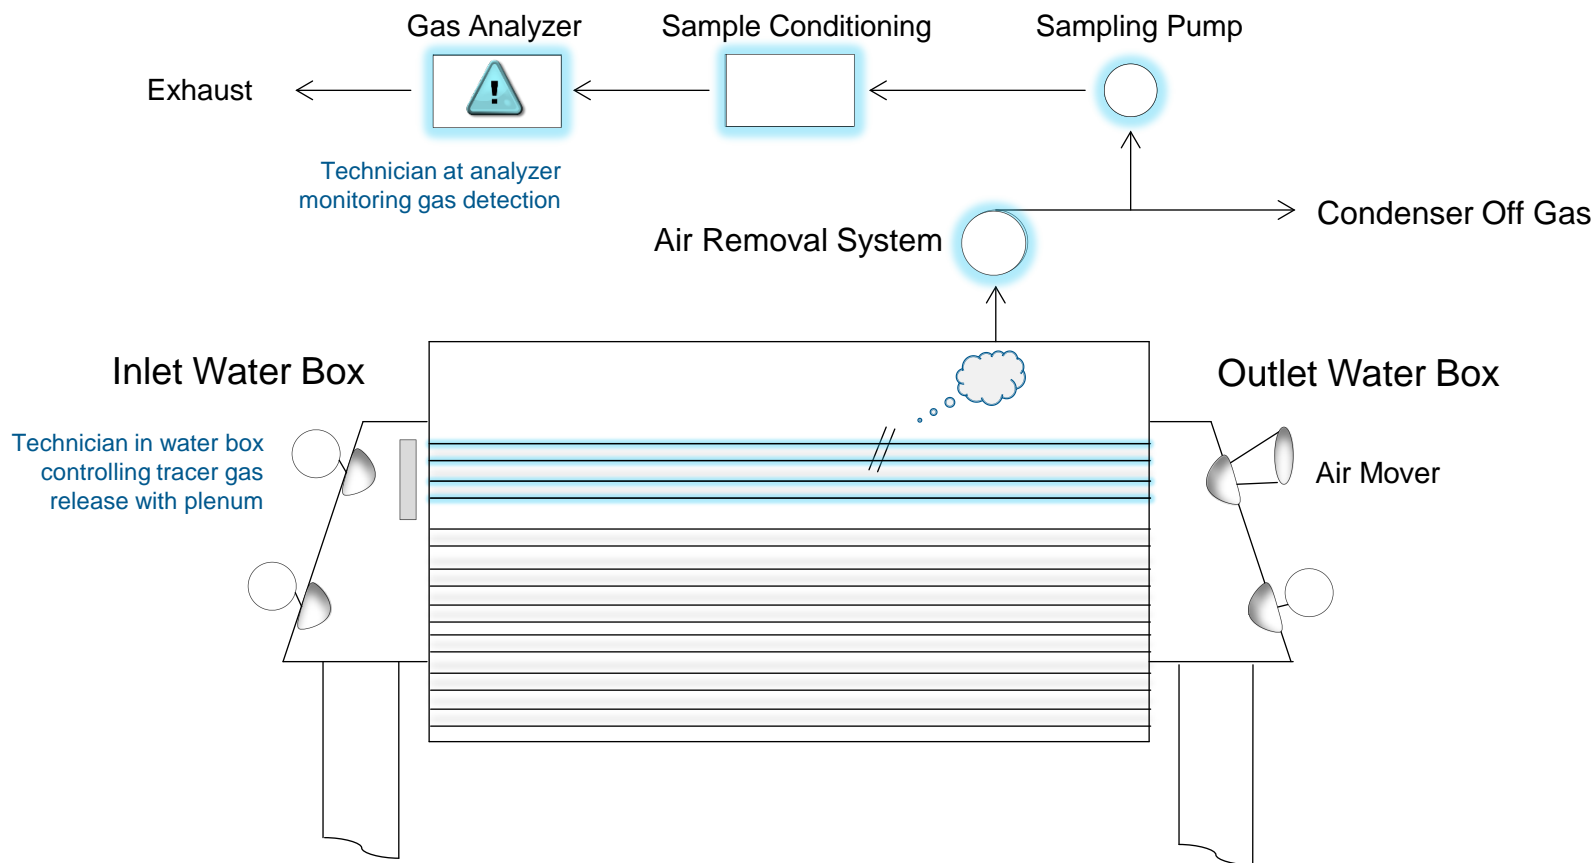 Gas Analyzer
Sample Conditioning
Sampling Pump
Exhaust
!
Technician at analyzer
monitoring gas detection
Condenser Off Gas
Air Removal System
Inlet Water Box
Outlet Water Box
Technician in water box
controlling tracer gas
release with plenum
Air Mover